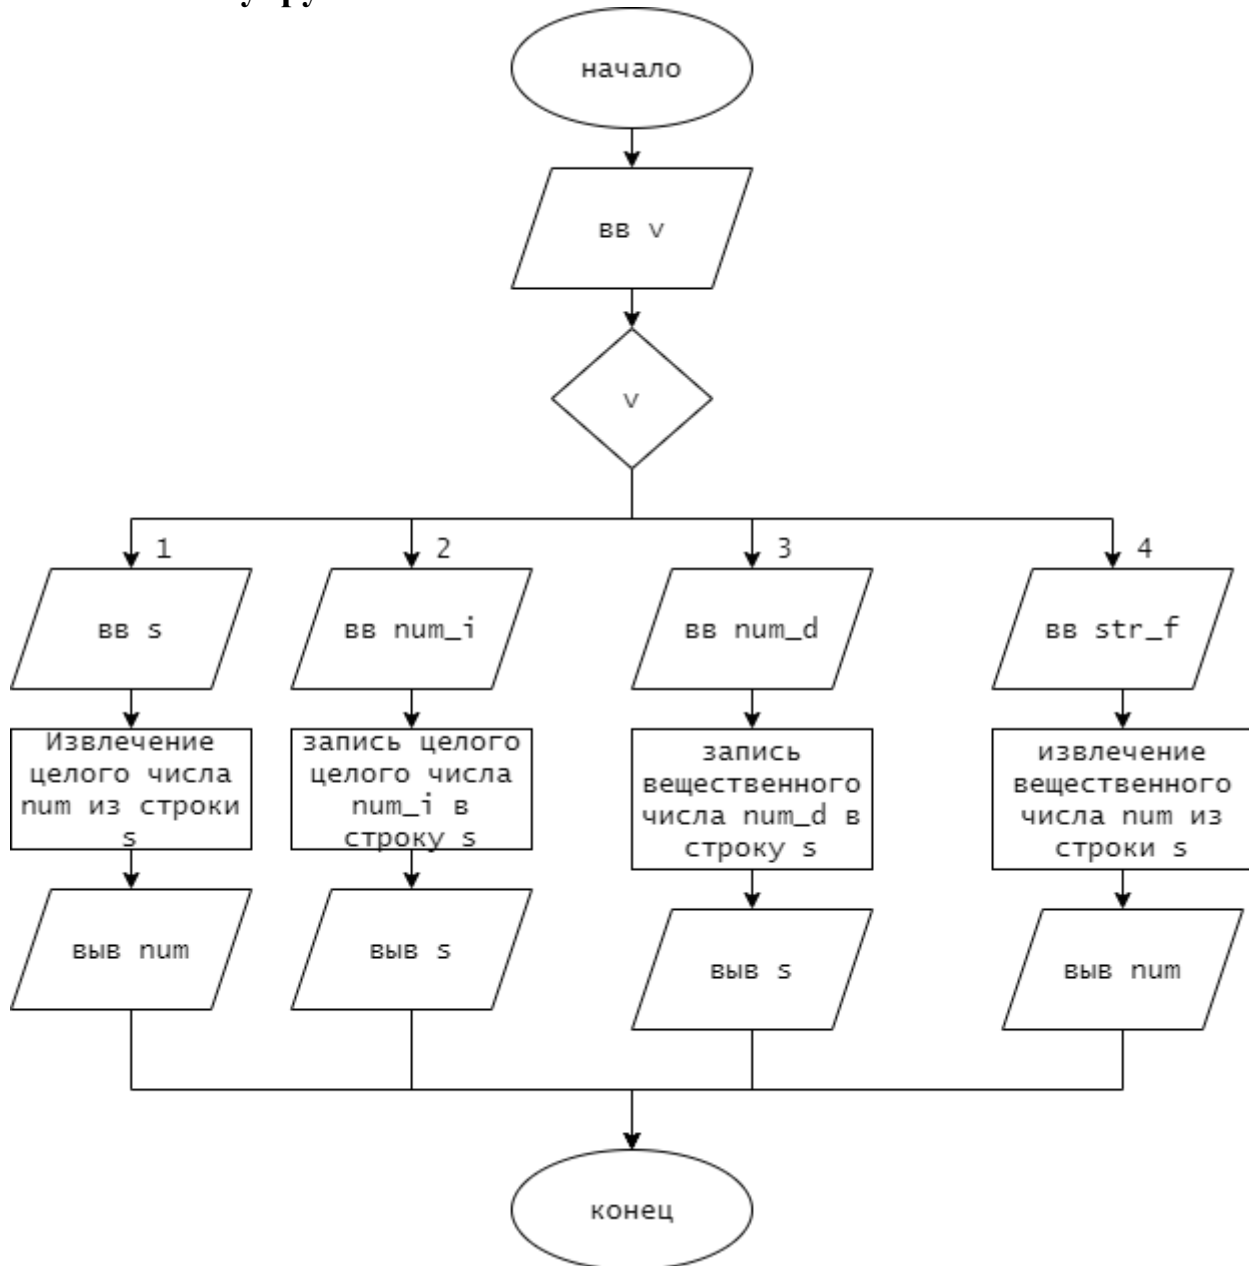 начало
вв v
v
1
2
3
4
вв s
вв num_i
вв num_d
вв str_f
Извлечение
целого числа
num из строки
s
запись целого
целого числа
num_i в
строку s
запись
вещественного
числа num_d в
строку s
извлечение
вещественного
числа num из
строки s
выв num
выв s
выв s
выв num
конец